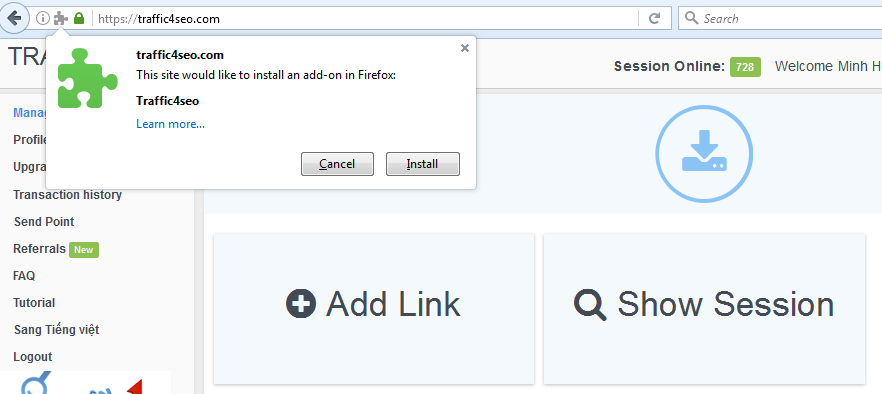 https://traffic4seo.com
Search
TRA
traffic4seo.com
This site would like to install an add-on in Firefox:
Traffic4seo
Learn more...
Cancel
Install
Session Online: 728
Welcome Minh H
Manag
Profile
Upgra
Transaction history
Send Point
Referrals New
FAQ
Tutorial
Sang Tiếng việt
Logout
Add Link
Show Session